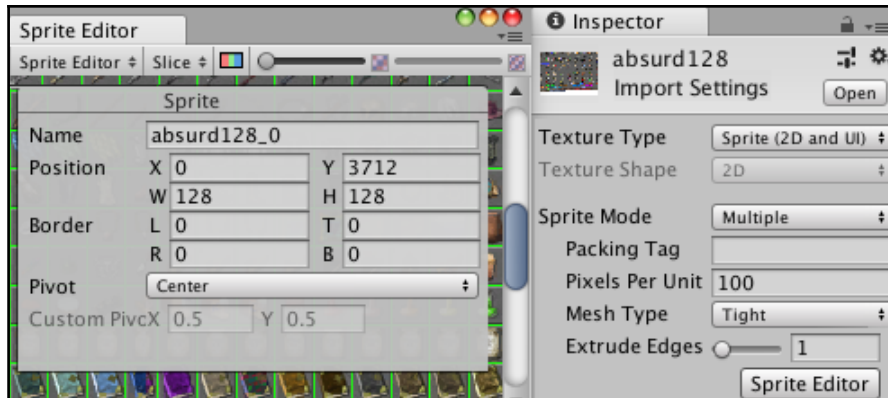 Sprite Editor
Sprite Editor Slice
Sprite
Name absurd128_0
Position X 0 Y 3712
W 128 H 128
Border L 0 T 0
R 0 B 0
Pivot Center
Custom Pivc X 0.5 Y 0.5
Inspector
absurd128
Import Settings
Open
Texture Type Sprite (2D and UI)
Texture Shape 2D
Sprite Mode Multiple
Packing Tag
Pixels Per Unit 100
Mesh Type Tight
Extrude Edges 1
Sprite Editor